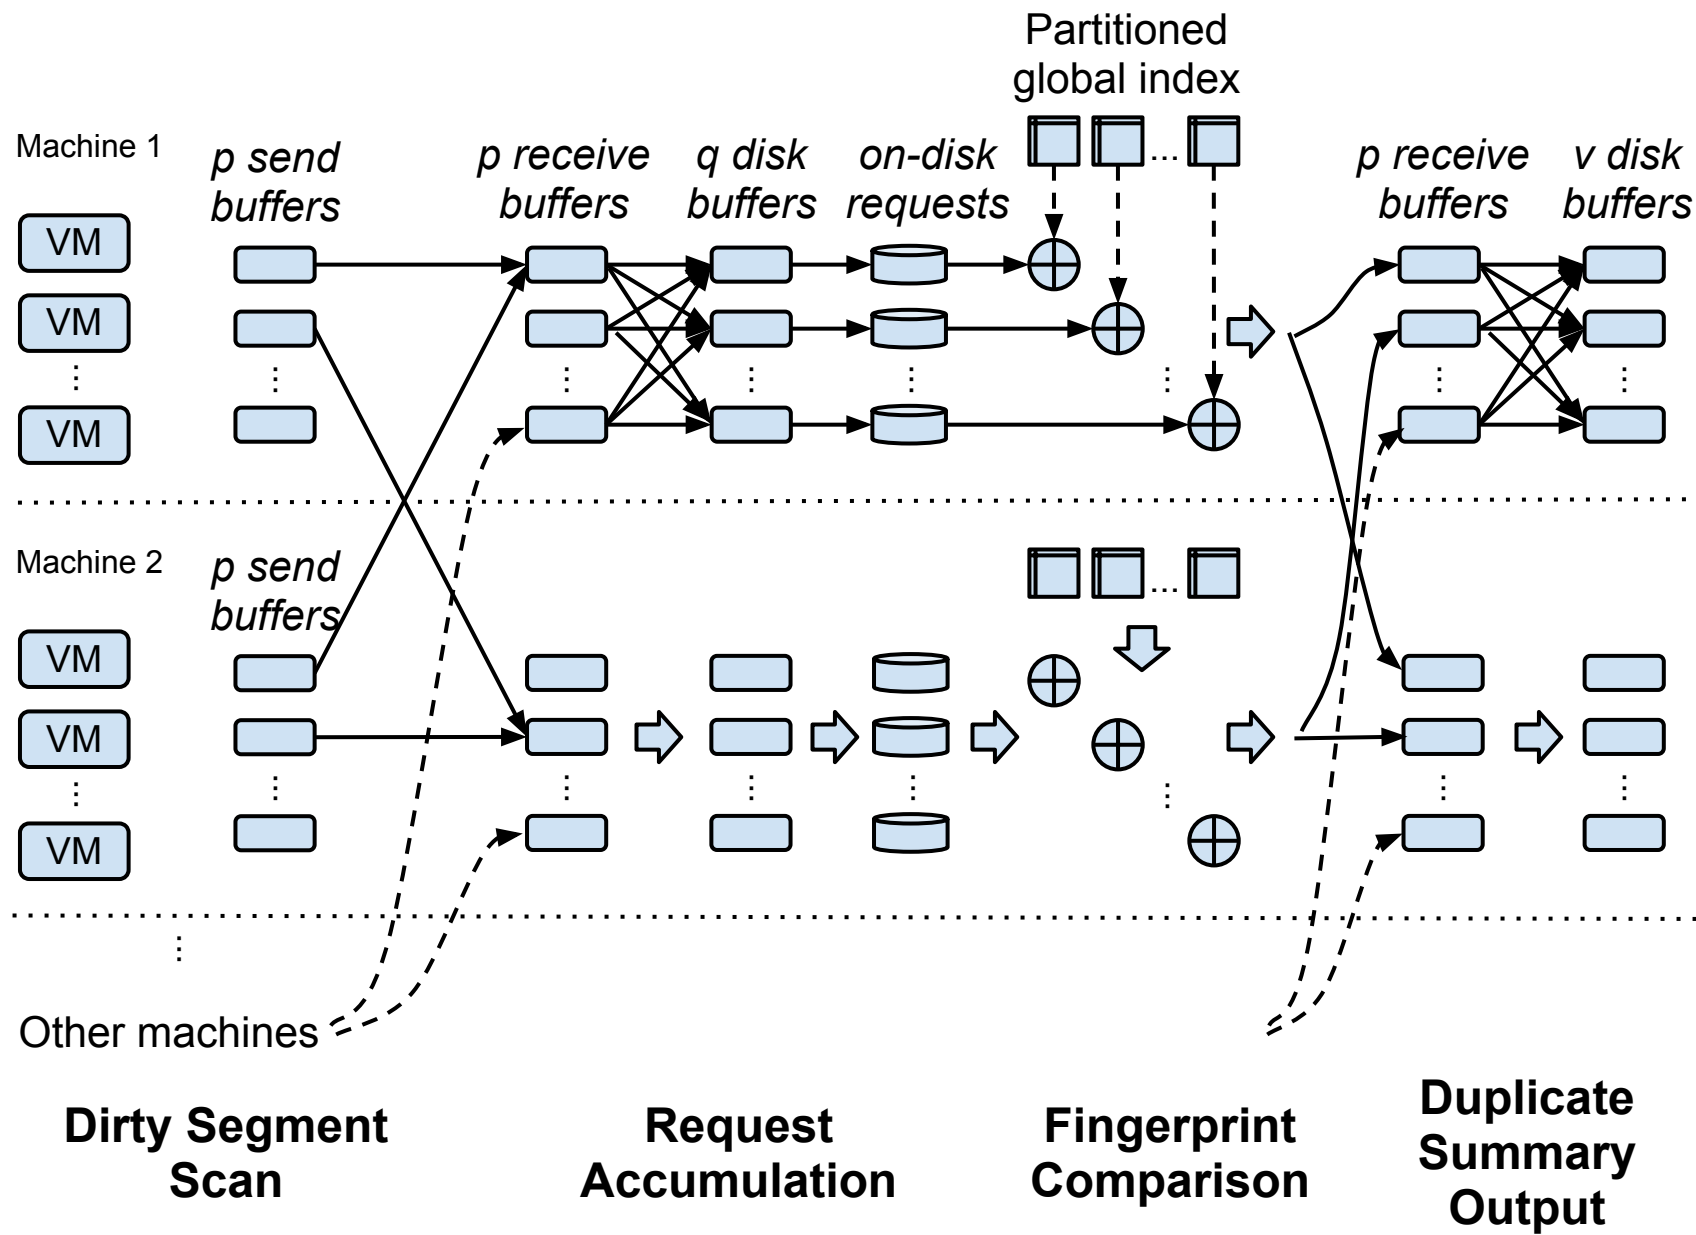 Partitioned
global index
Machine 1
p send
buffers
p receive
buffers
q disk
buffers
on-disk
requests
...
p receive
buffers
v disk
buffers
VM
VM
...
VM
Machine 2
p send
buffers
...
VM
VM
...
VM
...
Other machines
Dirty Segment
Scan
Request
Accumulation
Fingerprint
Comparison
Duplicate
Summary
Output